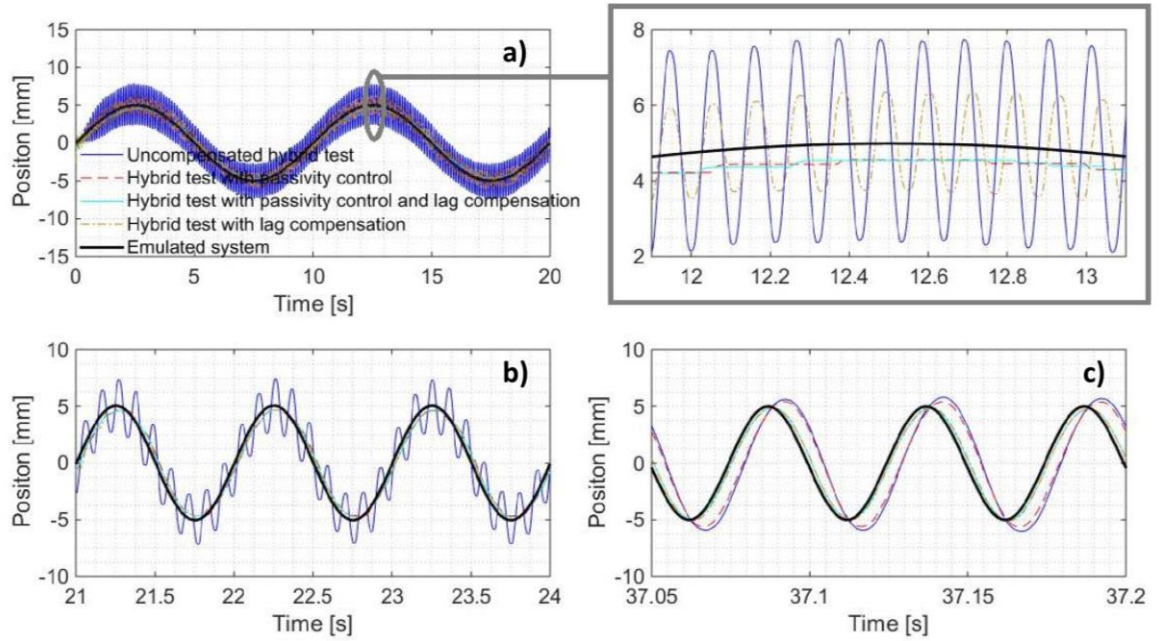 15
10
5
0
-5
-10
-15
Positon [mm]
a)
Uncompensated hybrid test
Hybrid test with passivity control
Hybrid test with passivity control and lag compensation
Hybrid test with lag compensation
Emulated system
0 5 10 15 20
Time [s]
8
6
4
2
12 12.2 12.4 12.6 12.8 13
10
5
0
-5
-10
Positon [mm]
b)
21 21.5 22 22.5 23 23.5 24
Time [s]
10
5
0
-5
-10
Positon [mm]
c)
37.05 37.1 37.15 37.2
Time [s]